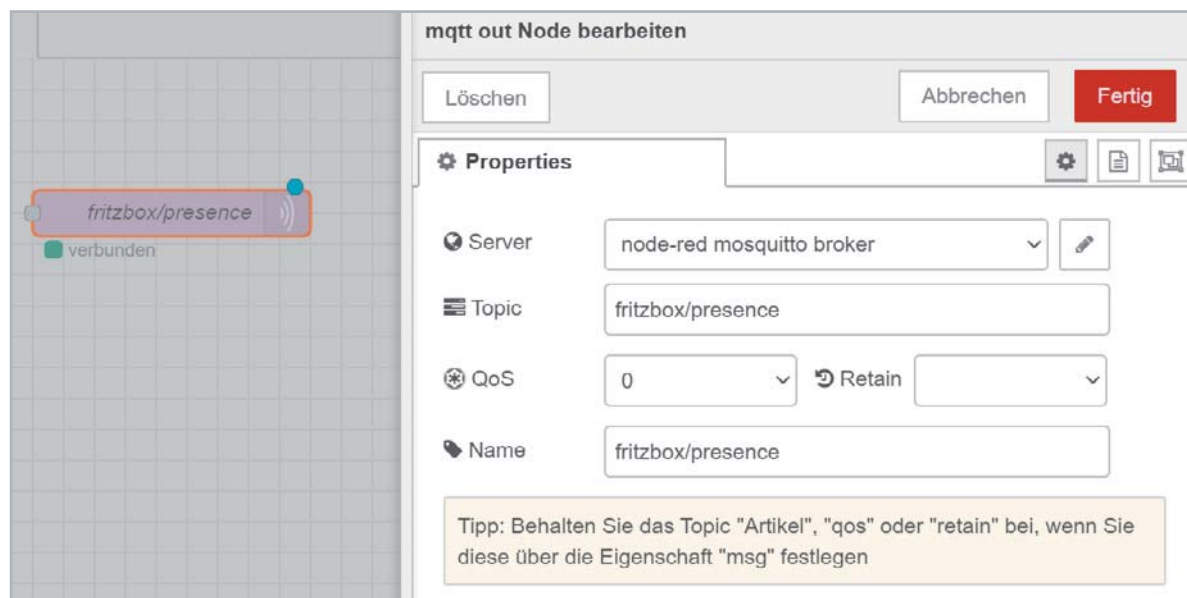 mqtt out Node bearbeiten
Löschen
Abbrechen
Fertig
Properties
fritzbox/presence
verbunden
Server
node-red mosquitto broker
Topic
fritzbox/presence
QoS
0
Retain
Name
fritzbox/presence
Tipp: Behalten Sie das Topic "Artikel", "qos" oder "retain" bei, wenn Sie
diese über die Eigenschaft "msg" festlegen